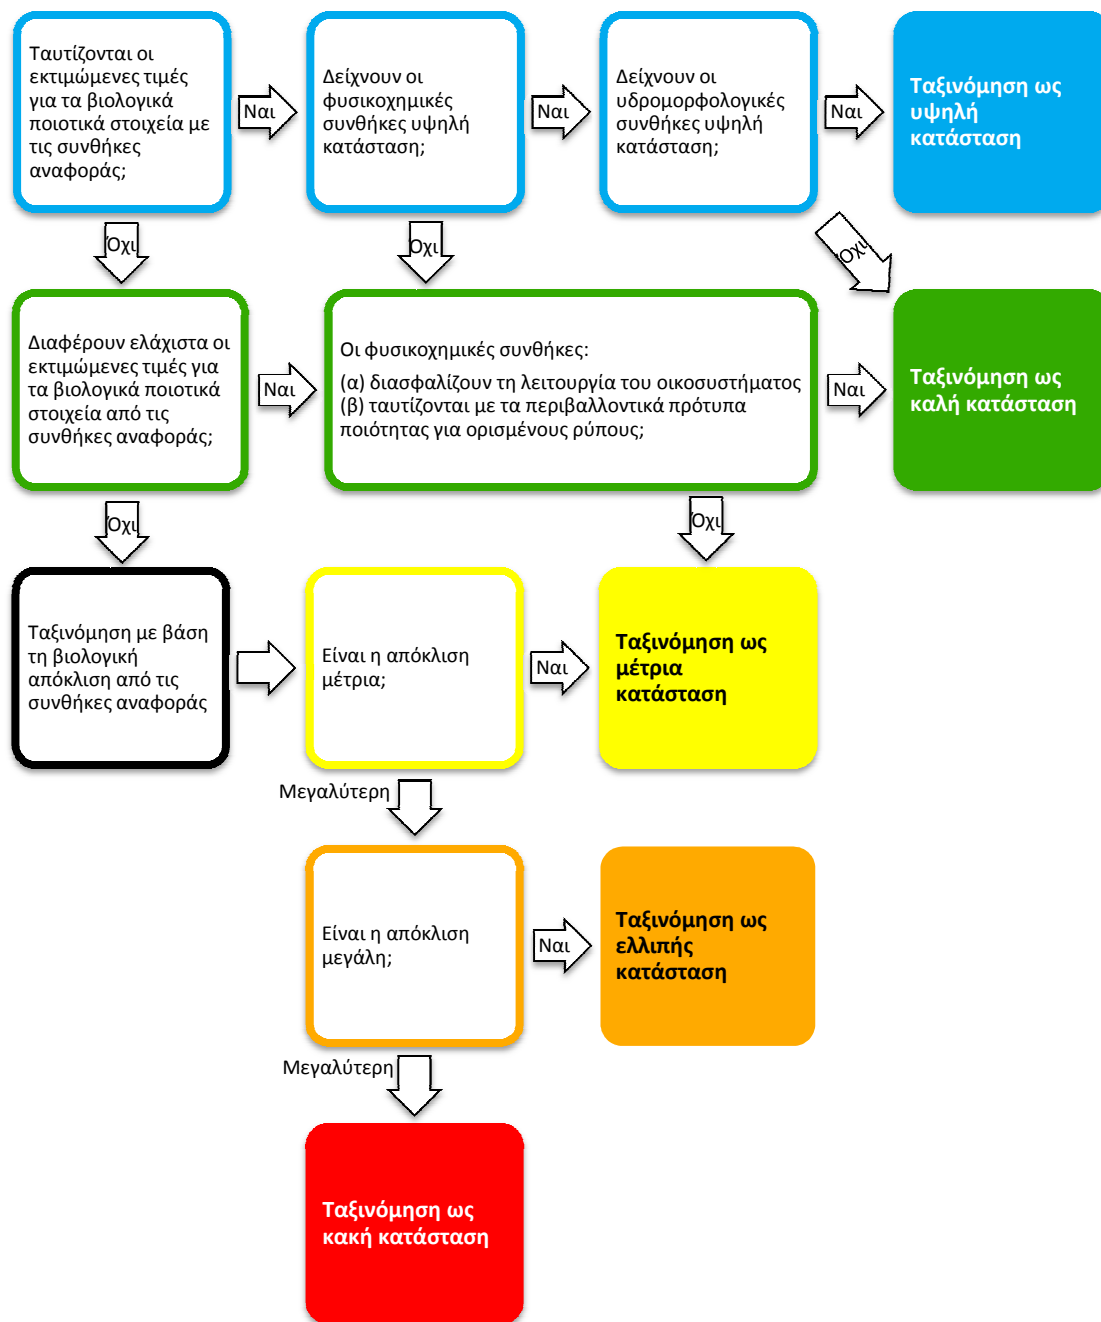 Ταυτίζονται οι
εκτιμώμενες τιμές
για τα βιολογικά
ποιοτικά στοιχεία με
τις συνθήκες
αναφοράς;
Ναι
Δείχνουν οι
φυσικοχημικές
συνθήκες υψηλή
κατάσταση;
Ναι
Δείχνουν οι
υδρομορφολογικές
συνθήκες υψηλή
κατάσταση;
Ναι
Ταξινόμηση ως
υψηλή
κατάσταση
Όχι
Όχι
Όχι
Διαφέρουν ελάχιστα οι
εκτιμώμενες τιμές για
τα βιολογικά ποιοτικά
στοιχεία από τις
συνθήκες αναφοράς;
Ναι
Οι φυσικοχημικές συνθήκες:
(α) διασφαλίζουν τη λειτουργία του οικοσυστήματος
(β) ταυτίζονται με τα περιβαλλοντικά πρότυπα
ποιότητας για ορισμένους ρύπους;
Ναι
Ταξινόμηση ως
καλή κατάσταση
Όχι
Όχι
Ταξινόμηση με βάση
τη βιολογική
απόκλιση από τις
συνθήκες αναφοράς
Είναι η απόκλιση
μέτρια;
Ναι
Ταξινόμηση ως
μέτρια
κατάσταση
Μεγαλύτερη
Είναι η απόκλιση
μεγάλη;
Ναι
Ταξινόμηση ως
ελλιπής
κατάσταση
Μεγαλύτερη
Ταξινόμηση ως
κακή κατάσταση